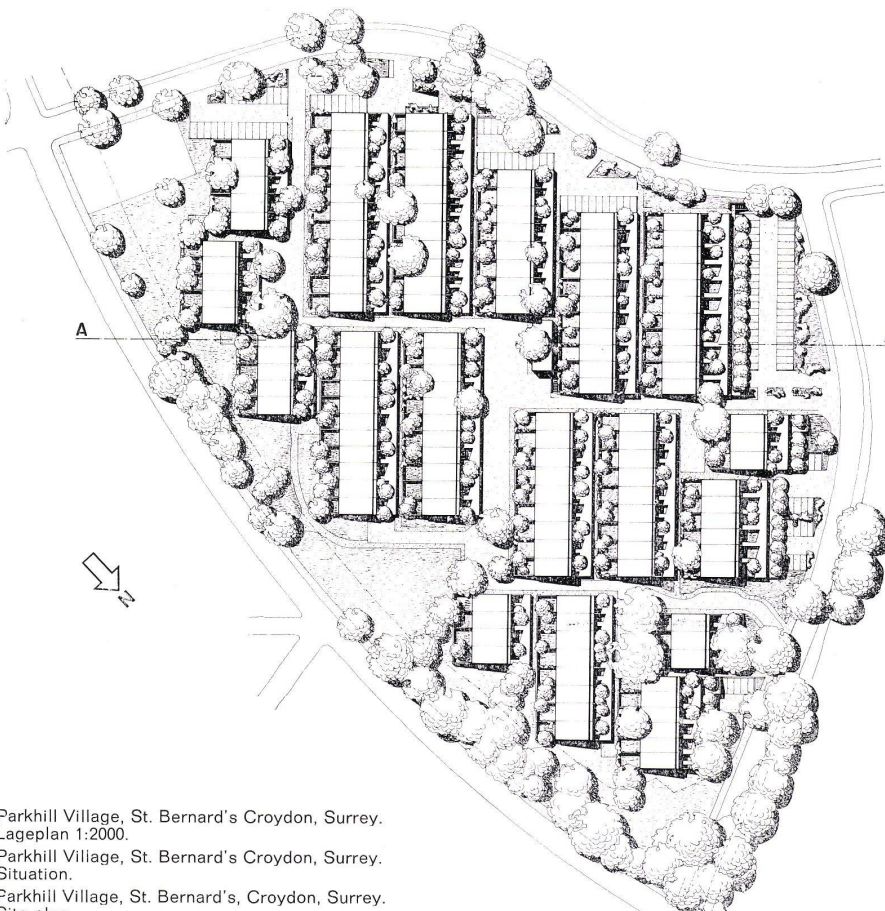 A
N
Parkhill Village, St. Bernard's Croydon, Surrey.
Lageplan 1:2000.
Parkhill Village, St. Bernard's Croydon, Surrey.
Situation.
Parkhill Village, St. Bernard's, Croydon, Surrey.